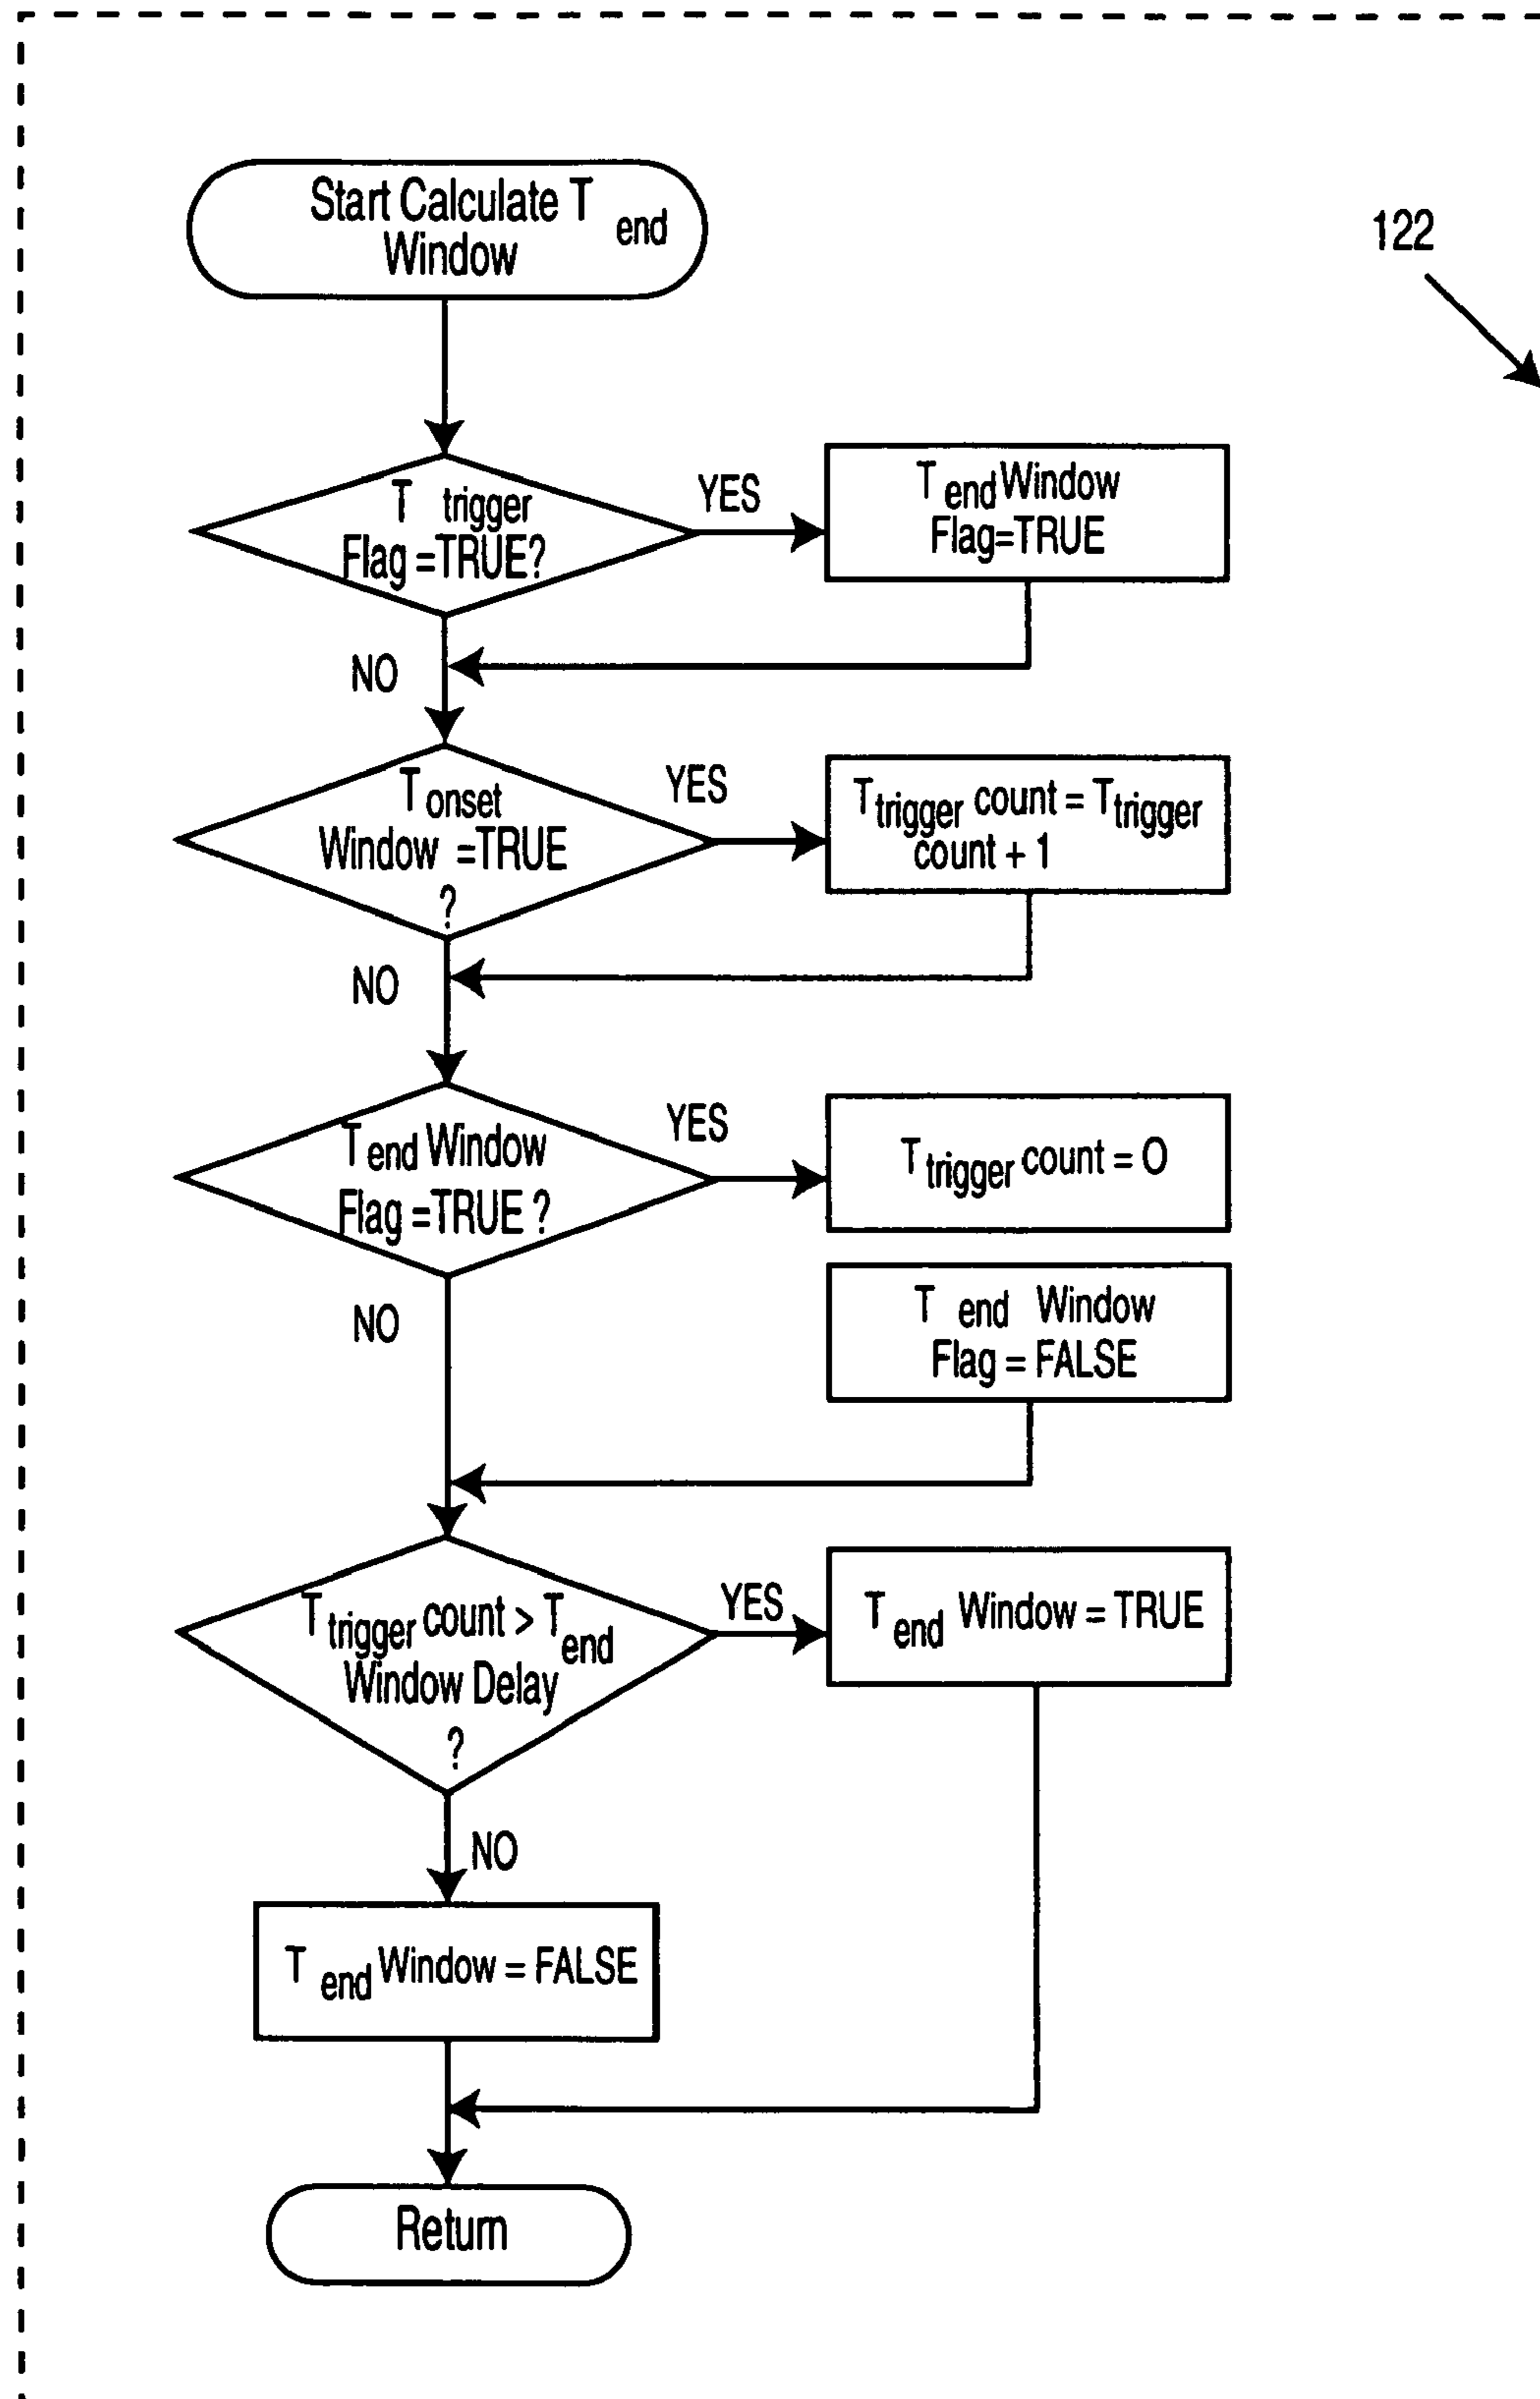 Start Calculate T end
Window
122
T trigger
Flag =TRUE?
YES
T end Window
Flag=TRUE
NO
T onset
Window =TRUE
?
YES
T trigger count = T trigger
count + 1
NO
T end Window
Flag =TRUE ?
YES
T trigger count = O
NO
T end Window
Flag = FALSE
T trigger count > T end
Window Delay
?
YES
T end Window = TRUE
NO
T end Window = FALSE
Return